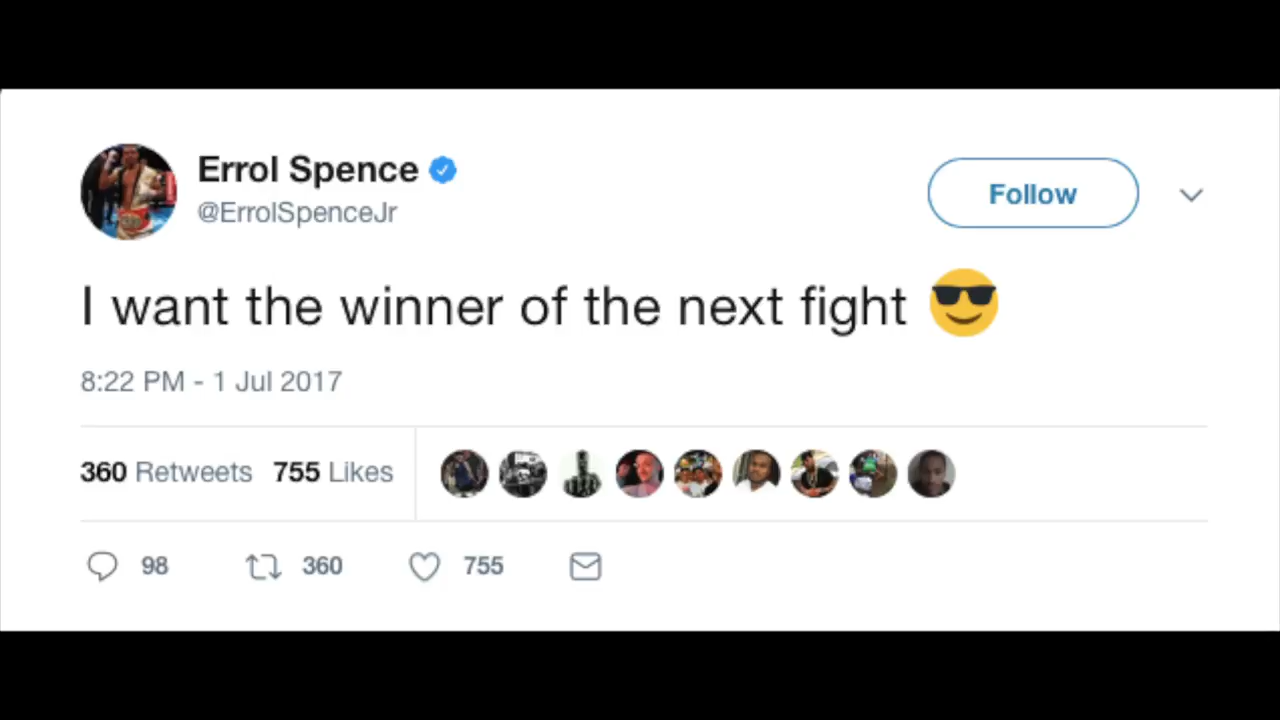 Errol Spence
@ErrolSpenceJr
Follow
I want the winner of the next fight 😎
8:22 PM - 1 Jul 2017
360 Retweets 755 Likes
98 360 755